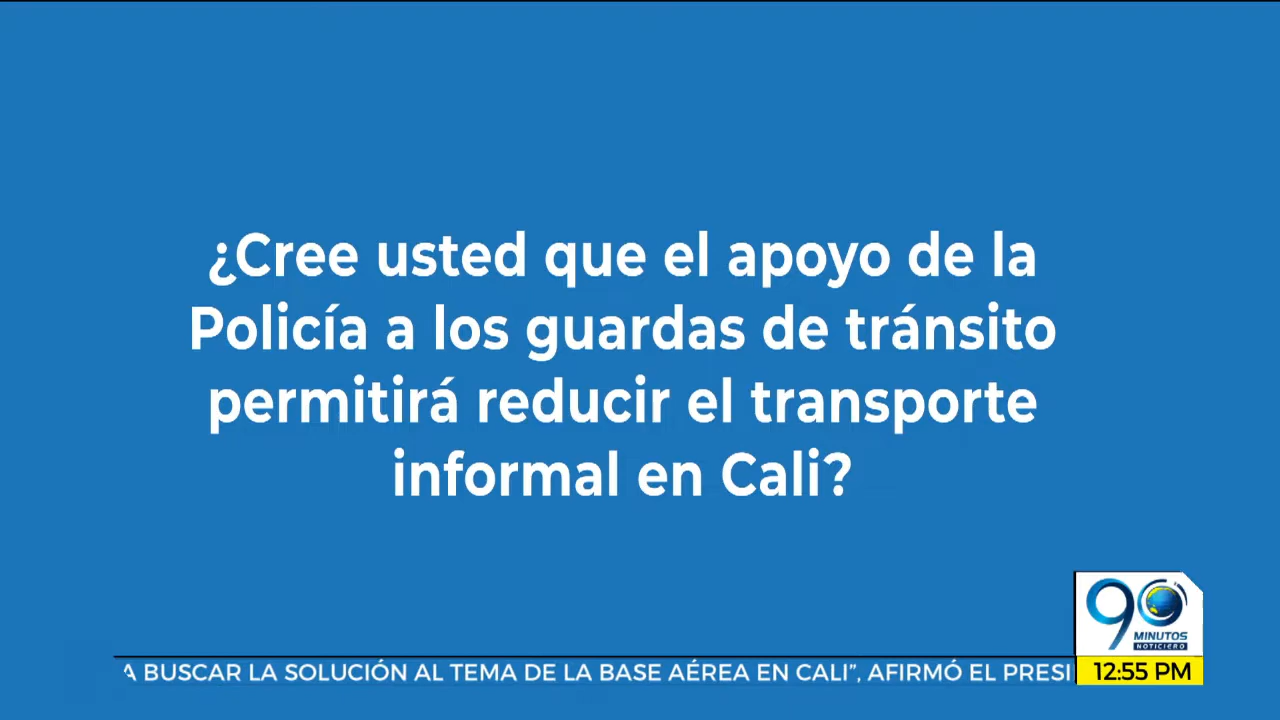 ¿Cree usted que el apoyo de la
Policía a los guardas de tránsito
permitirá reducir el transporte
informal en Cali?
90
MINUTOS
NOTICIERO
A BUSCAR LA SOLUCIÓN AL TEMA DE LA BASE AÉREA EN CALI”, AFIRMÓ EL PRESI
12:55 PM